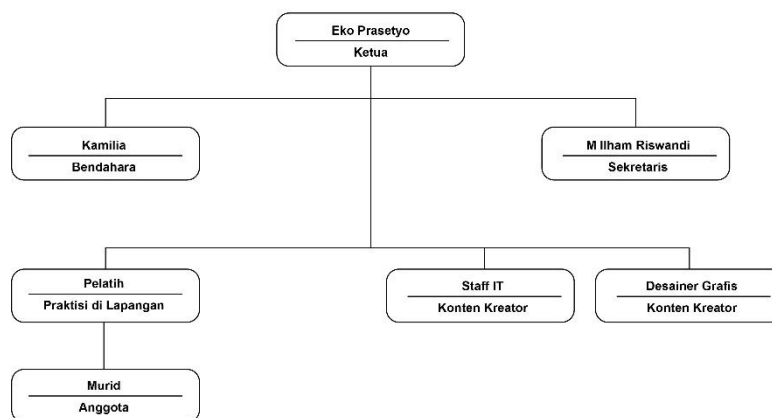 Eko Prasetyo
Ketua
Kamilia
Bendahara
M Ilham Riswandi
Sekretaris
Pelatih
Praktisi di Lapangan
Staff IT
Konten Kreator
Desainer Grafis
Konten Kreator
Murid
Anggota